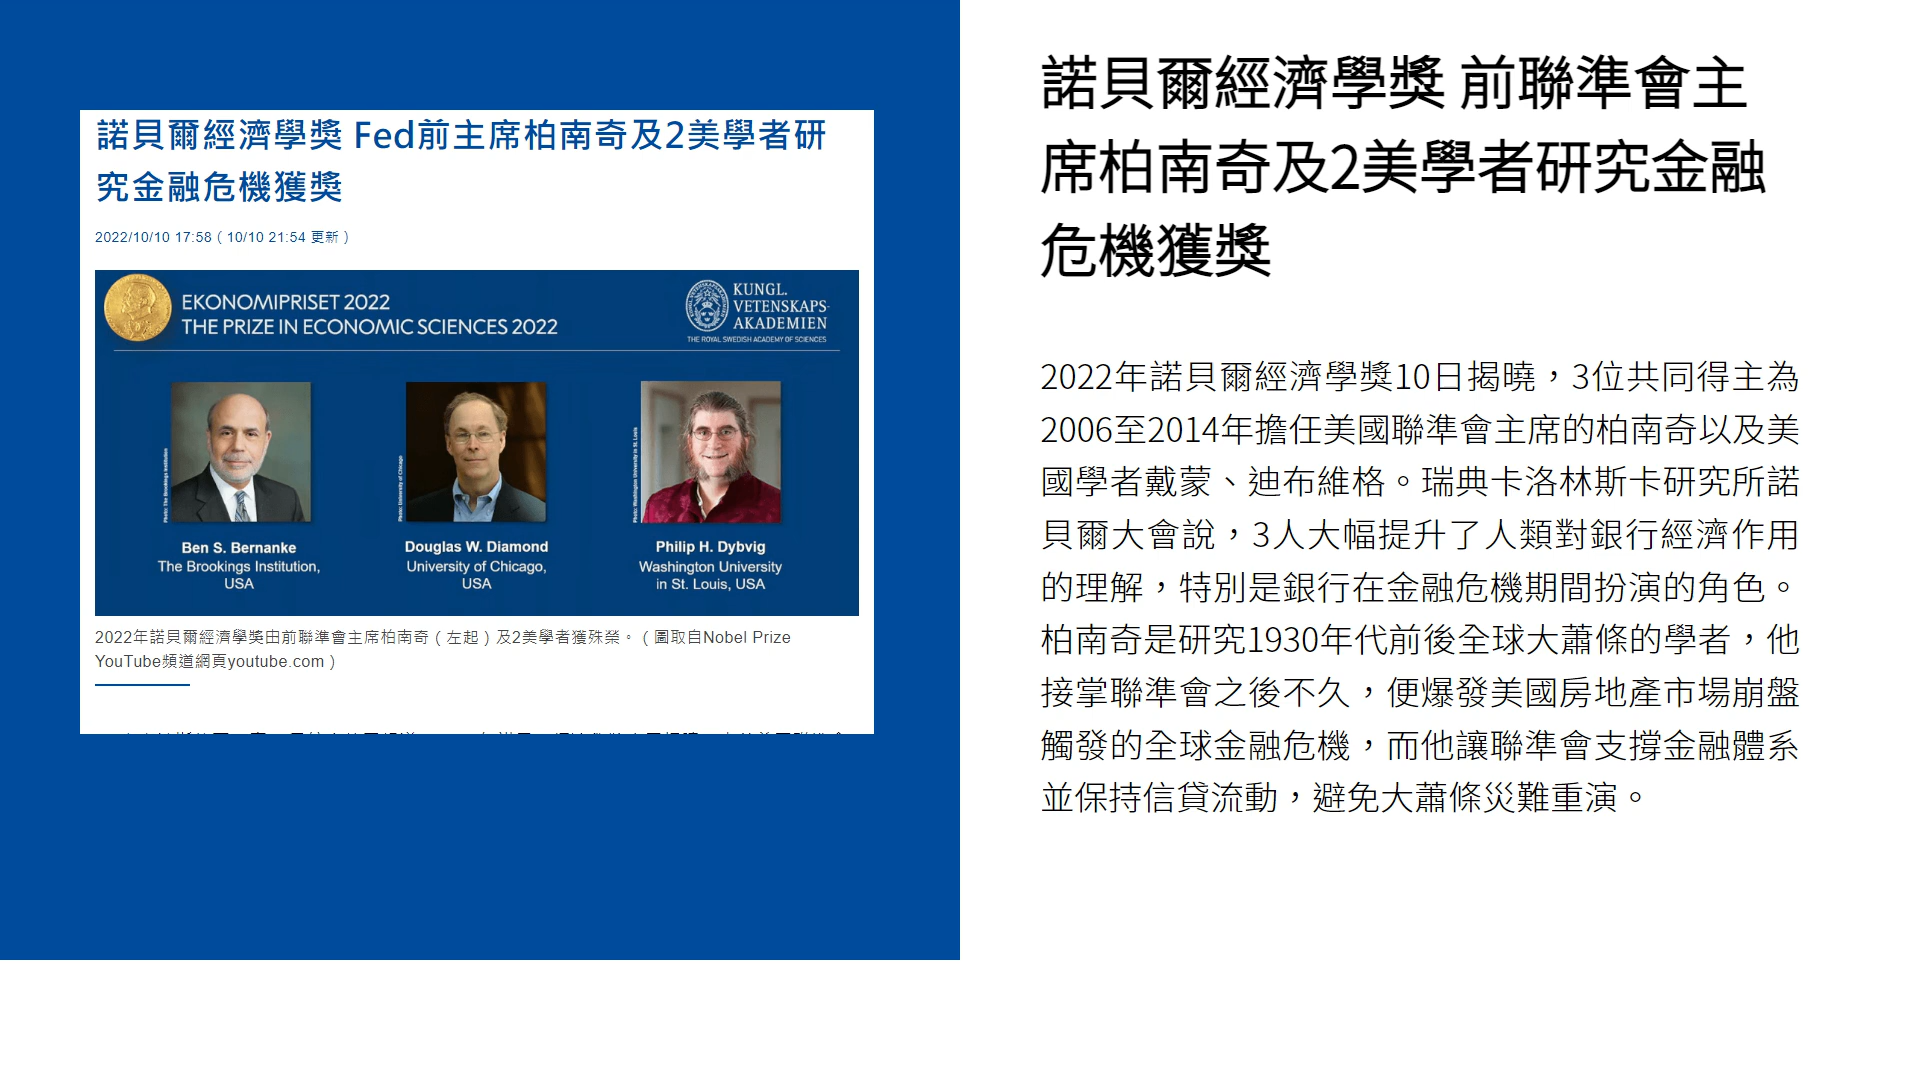 諾貝爾經濟學獎 Fed前主席柏南奇及2美學者研
究金融危機獲獎
2022/10/10 17:58（10/10 21:54 更新）
EKONOMIPRISET 2022
THE PRIZE IN ECONOMIC SCIENCES 2022
KUNGL.
VETENSKAPS-
AKADEMIEN
THE ROYAL SWEDISH ACADEMY OF SCIENCES
Photo: The Brookings Institution
Photo: University of Chicago
Photo: Washington University in St. Louis
Ben S. Bernanke
The Brookings Institution,
USA
Douglas W. Diamond
University of Chicago,
USA
Philip H. Dybvig
Washington University
in St. Louis, USA
2022年諾貝爾經濟學獎由前聯準會主席柏南奇（左起）及2美學者獲殊榮。（圖取自Nobel Prize
YouTube頻道網頁youtube.com）
諾貝爾經濟學獎 前聯準會主
席柏南奇及2美學者研究金融
危機獲獎
2022年諾貝爾經濟學獎10日揭曉，3位共同得主為
2006至2014年擔任美國聯準會主席的柏南奇以及美
國學者戴蒙、迪布維格。瑞典卡洛林斯卡研究所諾
貝爾大會說，3人大幅提升了人類對銀行經濟作用
的理解，特別是銀行在金融危機期間扮演的角色。
柏南奇是研究1930年代前後全球大蕭條的學者，他
接掌聯準會之後不久，便爆發美國房地產市場崩盤
觸發的全球金融危機，而他讓聯準會支撐金融體系
並保持信貸流動，避免大蕭條災難重演。